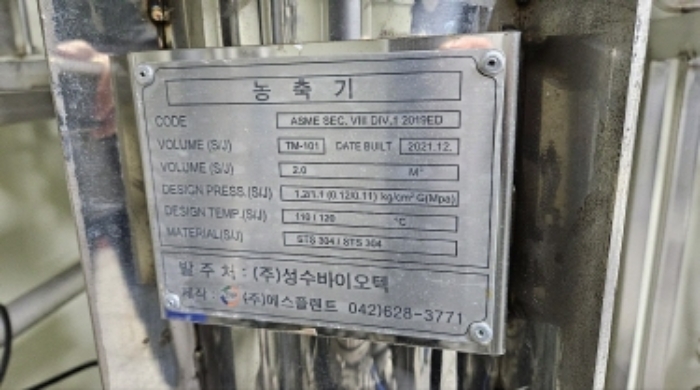 농 축 기
CODE ASME SEC. VIII DIV.1 2019ED
VOLUME (S/J) TM-101 DATE BUILT 2021.12.
VOLUME (S/J) 2.0 M³
DESIGN PRESS.(S/J) 1.2/1.1 (0.12/0.11) kg/cm² G(Mpa)
DESIGN TEMP.(S/J) 110 / 120 °C
MATERIAL(S/J) STS 304 / STS 304
발 주 처 : (주)성수바이오텍
제작 : (주)에스플랜트 042)628-3771